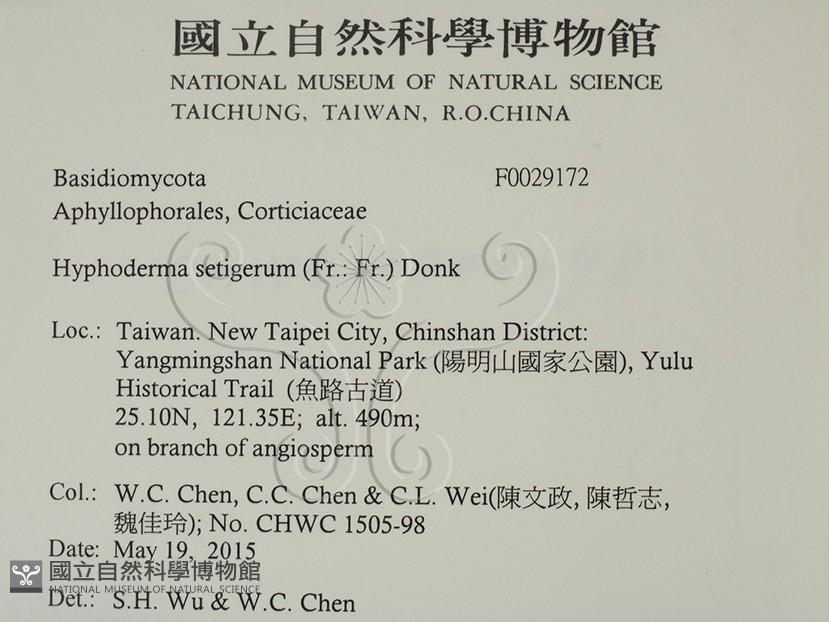 國立自然科學博物館
NATIONAL MUSEUM OF NATURAL SCIENCE
TAICHUNG, TAIWAN, R.O.CHINA
Basidiomycota F0029172
Aphyllophorales, Corticiaceae
Hyphoderma setigerum (Fr.: Fr.) Donk
Loc.: Taiwan. New Taipei City, Chinshan District:
Yangmingshan National Park (陽明山國家公園), Yulu
Historical Trail (魚路古道)
25.10N, 121.35E; alt. 490m;
on branch of angiosperm
Col.: W.C. Chen, C.C. Chen & C.L. Wei(陳文政, 陳哲志,
魏佳玲); No. CHWC 1505-98
Date: May 19, 2015
國立自然科學博物館
NATIONAL MUSEUM OF NATURAL SCIENCE
Det.: S.H. Wu & W.C. Chen